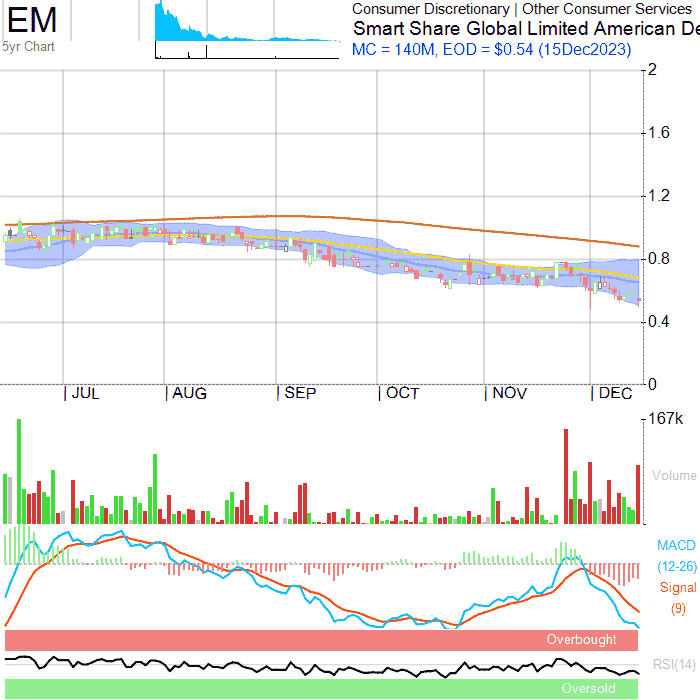 EM
5yr Chart
Consumer Discretionary | Other Consumer Services
Smart Share Global Limited American De
MC = 140M, EOD = $0.54 (15Dec2023)
2
1.6
1.2
0.8
0.4
0
JUL AUG SEP OCT NOV DEC
167k
Volume
MACD
(12-26)
Signal
(9)
Overbought
RSI(14)
Oversold